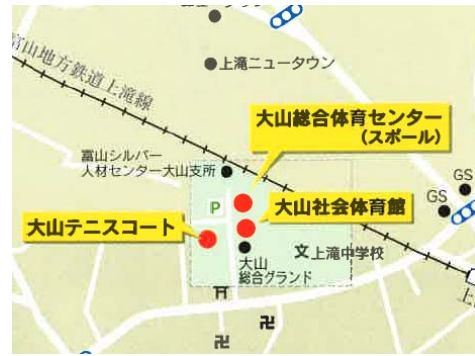 上滝ニュータウン
富山地方鉄道上滝線
大山総合体育センター
(スポール)
富山シルバー
人材センター大山支所
P
大山社会体育館
GS
GS
大山テニスコート
文上滝中学校
大山
総合グランド
上